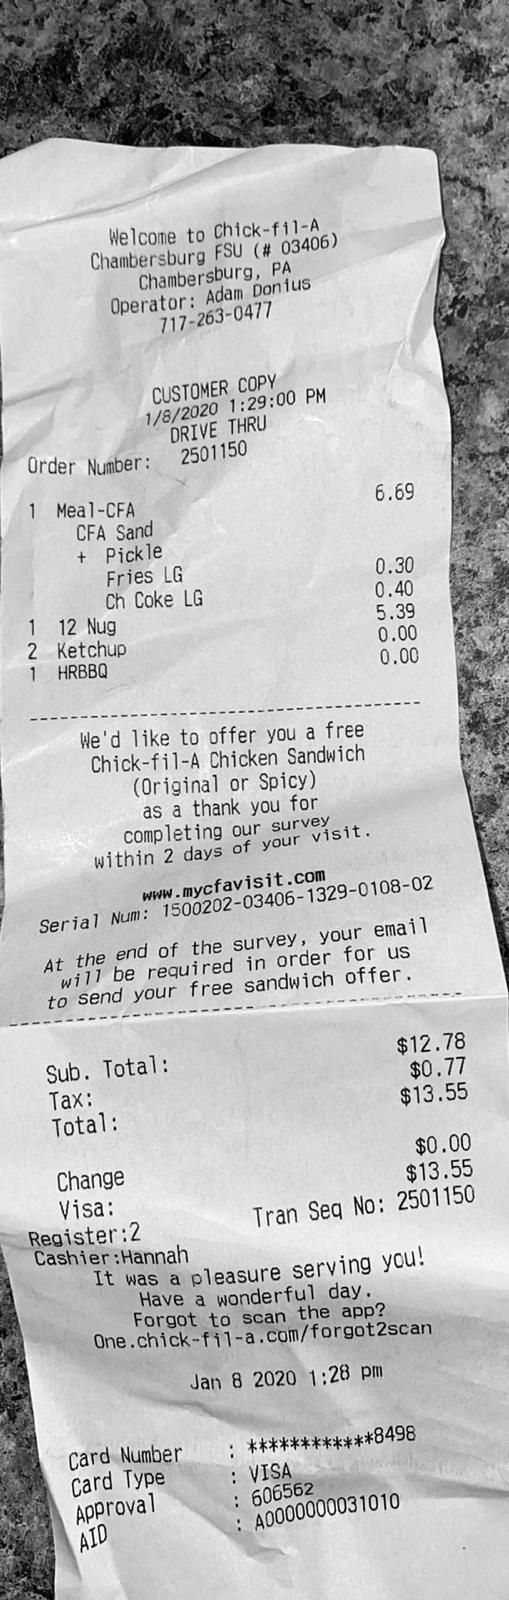 Welcome to Chick-fil-A
Chambersburg FSU (# 03406)
Chambersburg, PA
Operator: Adam Donius
717-263-0477
CUSTOMER COPY
1/8/2020 1:29:00 PM
DRIVE THRU
Order Number: 2501150
1 Meal-CFA 6.69
CFA Sand
+ Pickle
Fries LG 0.30
Ch Coke LG 0.40
1 12 Nug 5.39
2 Ketchup 0.00
1 HRBBQ 0.00
We'd like to offer you a free
Chick-fil-A Chicken Sandwich
(Original or Spicy)
as a thank you for
completing our survey
within 2 days of your visit.
www.mycfavisit.com
Serial Num: 1500202-03406-1329-0108-02
At the end of the survey, your email
will be required in order for us
to send your free sandwich offer.
Sub. Total: $12.78
Tax: $0.77
Total: $13.55
Change $0.00
Visa: $13.55
Register:2 Tran Seq No: 2501150
Cashier:Hannah
It was a pleasure serving you!
Have a wonderful day.
Forgot to scan the app?
One.chick-fil-a.com/forgot2scan
Jan 8 2020 1:28 pm
Card Number : ************8498
Card Type : VISA
Approval : 606562
AID : A0000000031010